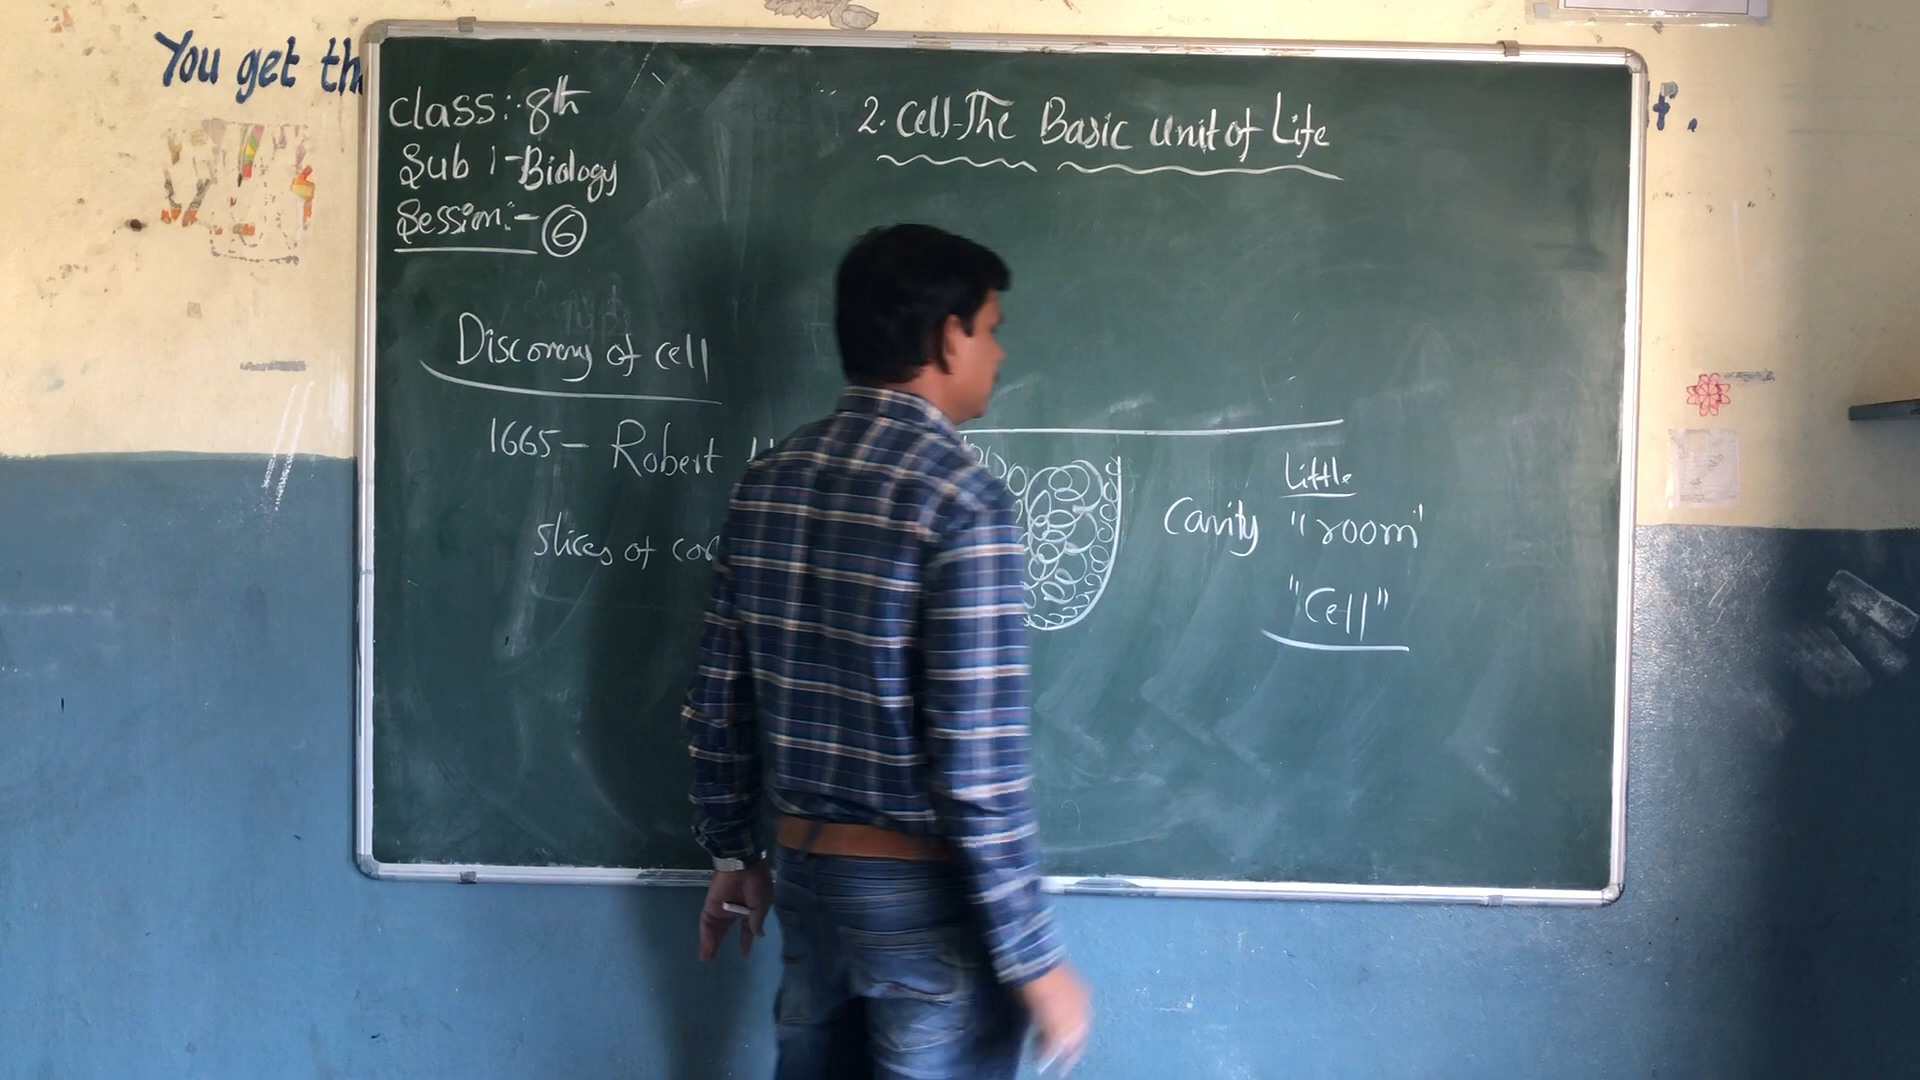 You get th
Class: 8th
Sub :- Biology
Session:- 6
2. Cell-The Basic unit of Life
Discovery of cell
1665- Robert
Slices of
Little
Cavity "room"
"Cell"